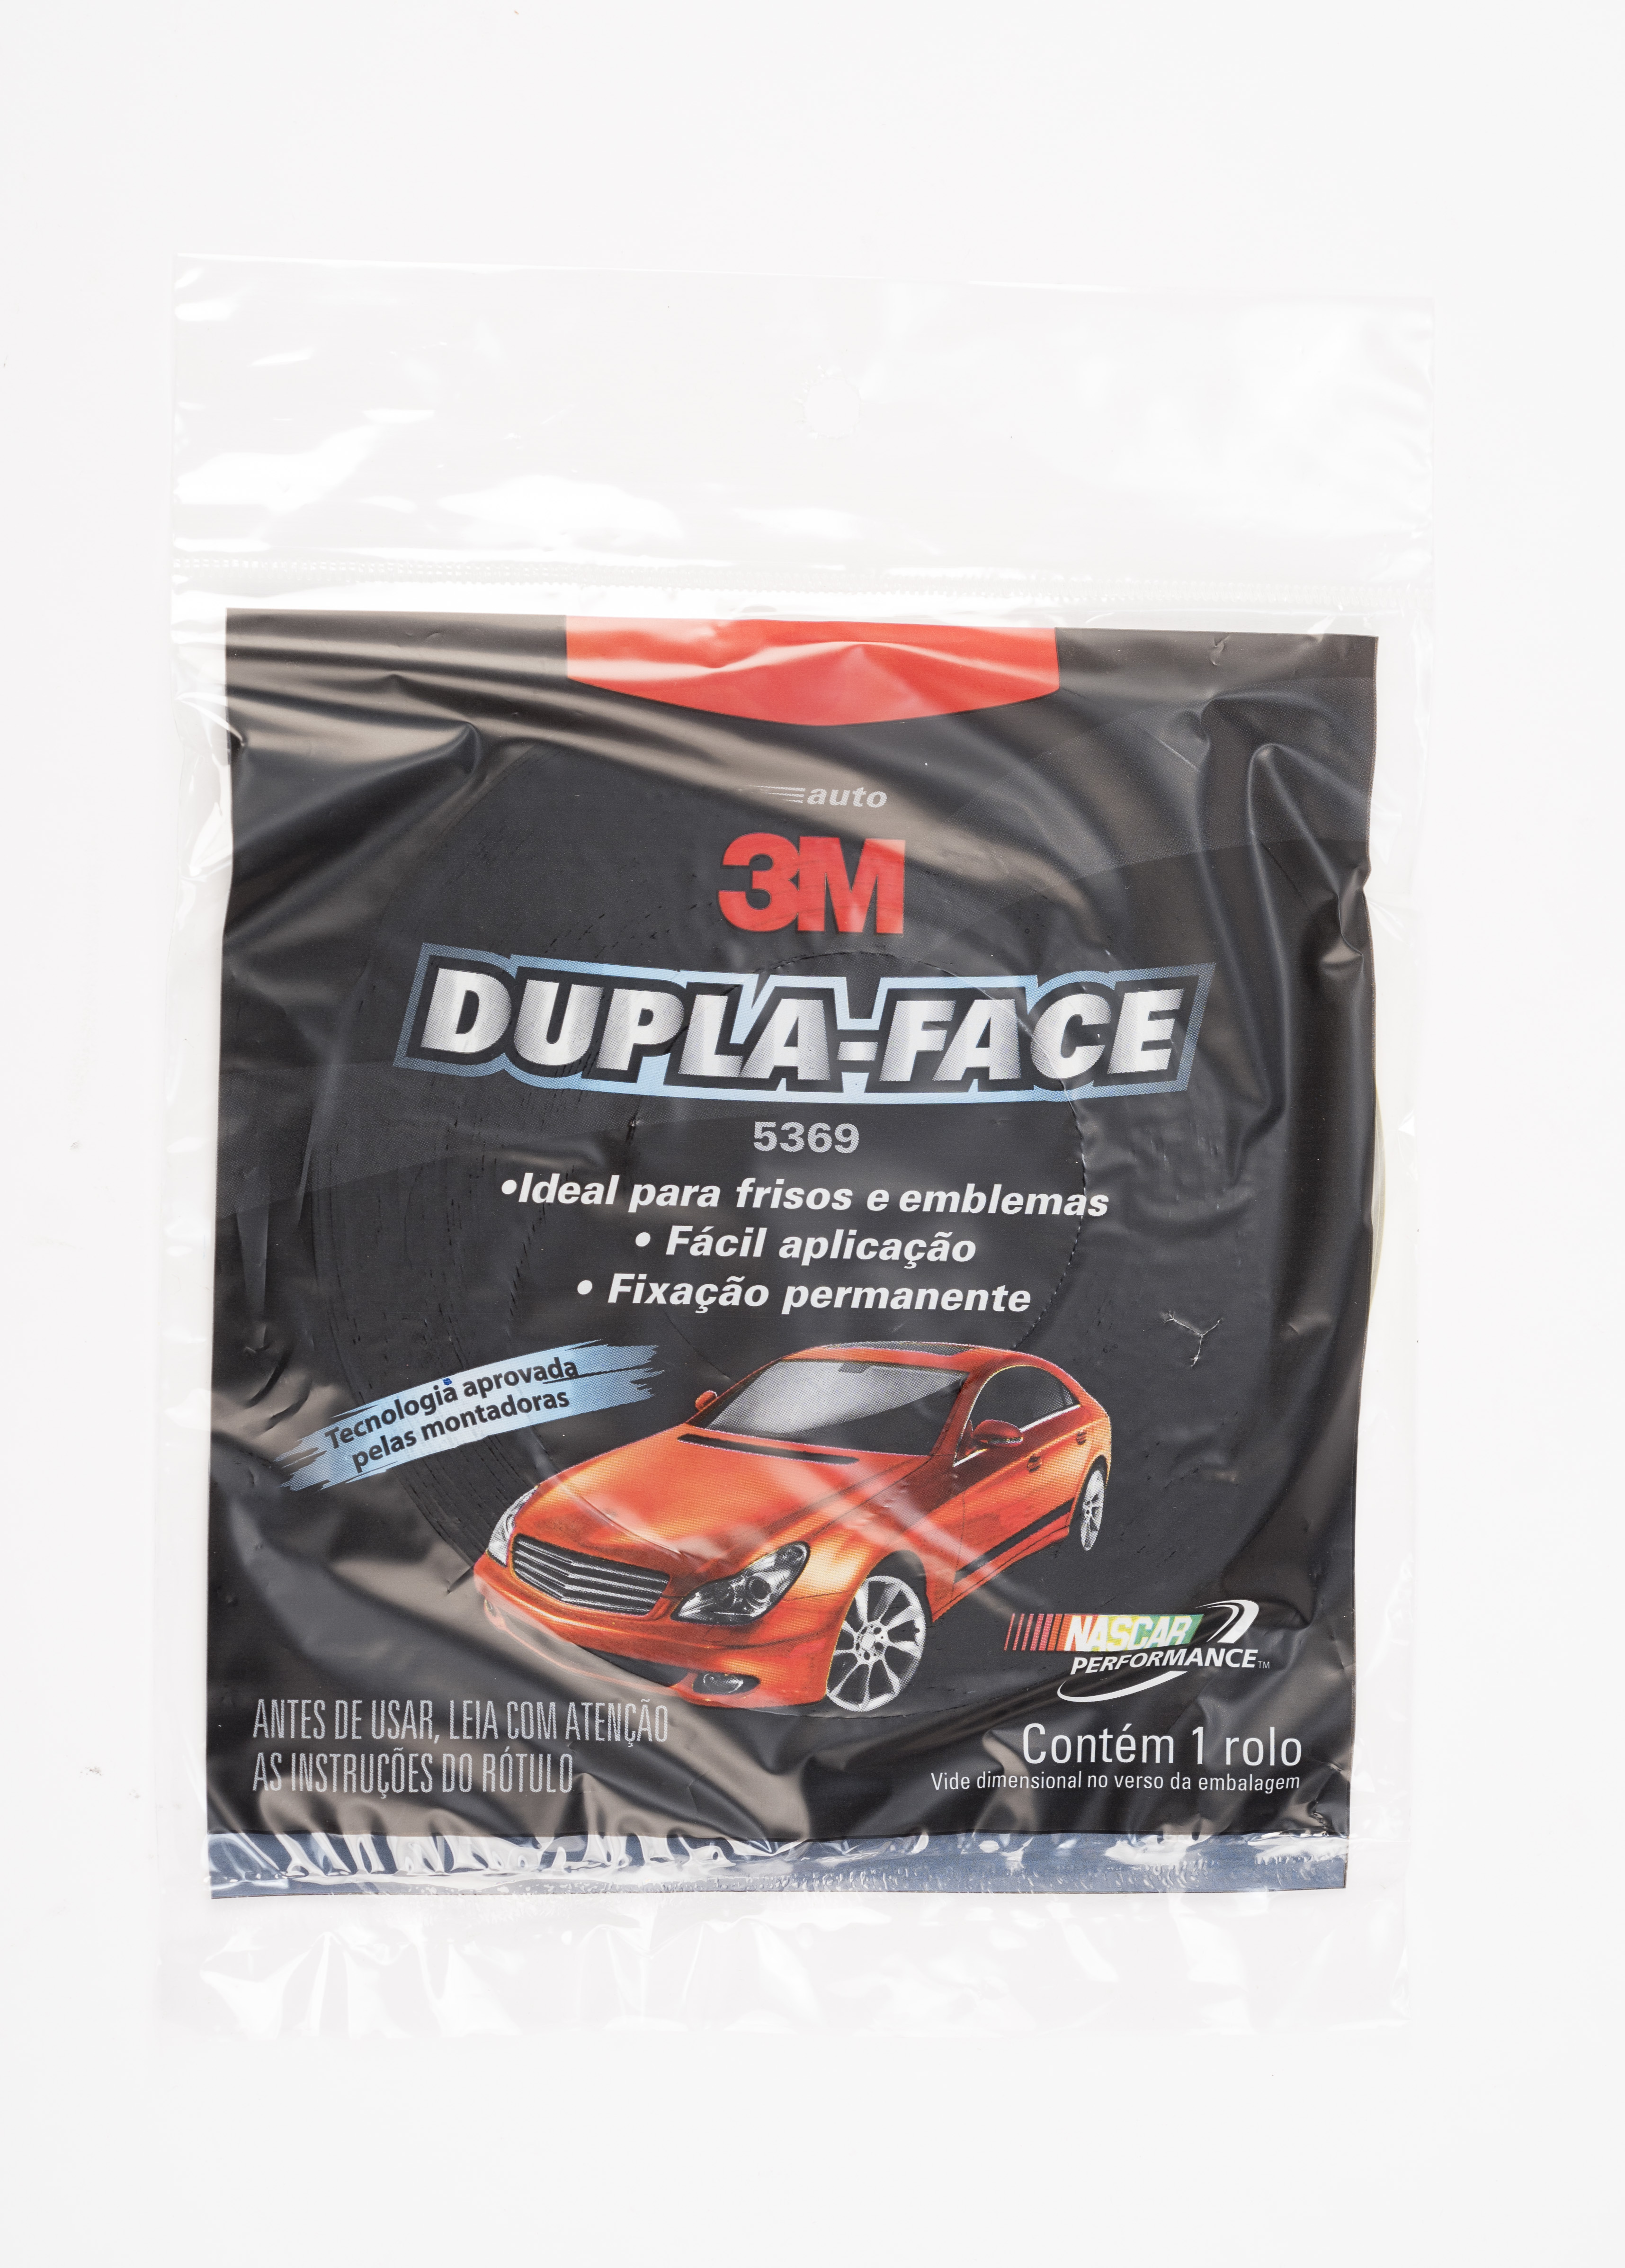 auto
3M
DUPLA-FACE
5369
•Ideal para frisos e emblemas
• Fácil aplicação
• Fixação permanente
Tecnologia aprovada
pelas montadoras
NASCAR
PERFORMANCE™
ANTES DE USAR, LEIA COM ATENÇÃO
AS INSTRUÇÕES DO RÓTULO
Contém 1 rolo
Vide dimensional no verso da embalagem